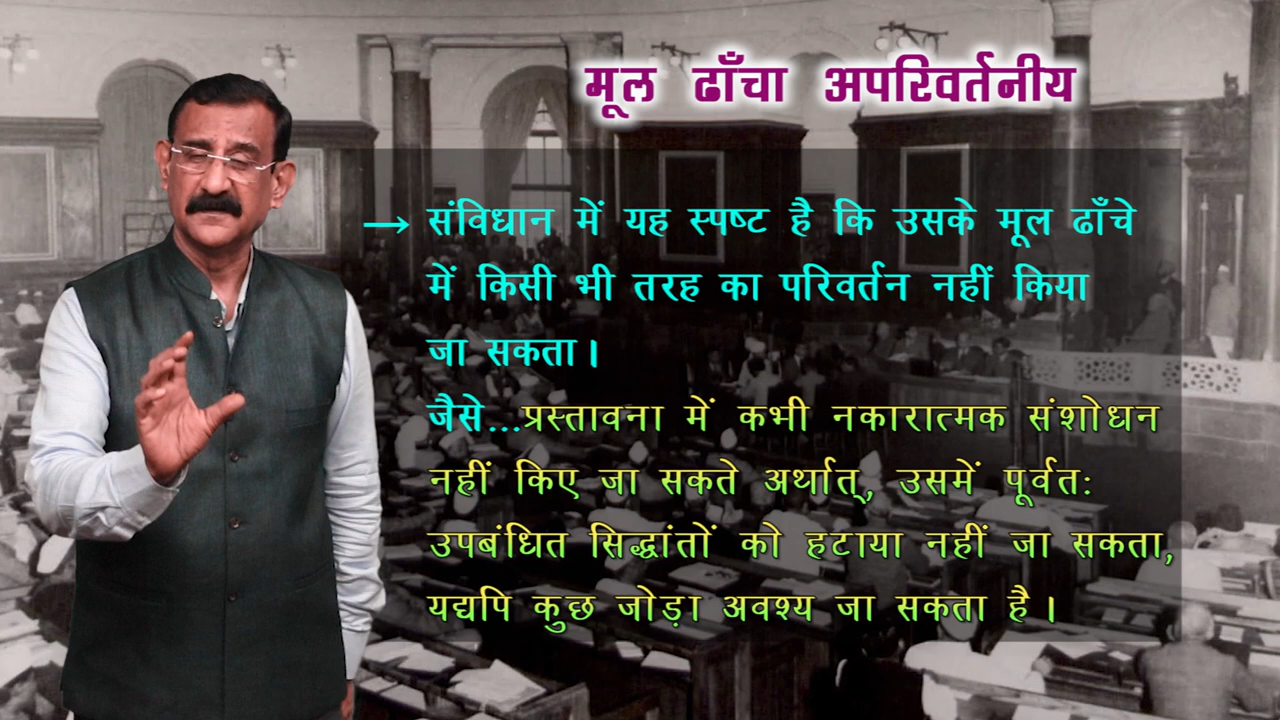 मूल ढाँचा अपरिवर्तनीय
→ संविधान में यह स्पष्ट है कि उसके मूल ढाँचे
में किसी भी तरह का परिवर्तन नहीं किया
जा सकता।
जैसे...प्रस्तावना में कभी नकारात्मक संशोधन
नहीं किए जा सकते अर्थात्, उसमें पूर्वत:
उपबंधित सिद्धांतों को हटाया नहीं जा सकता,
यद्यपि कुछ जोड़ा अवश्य जा सकता है।